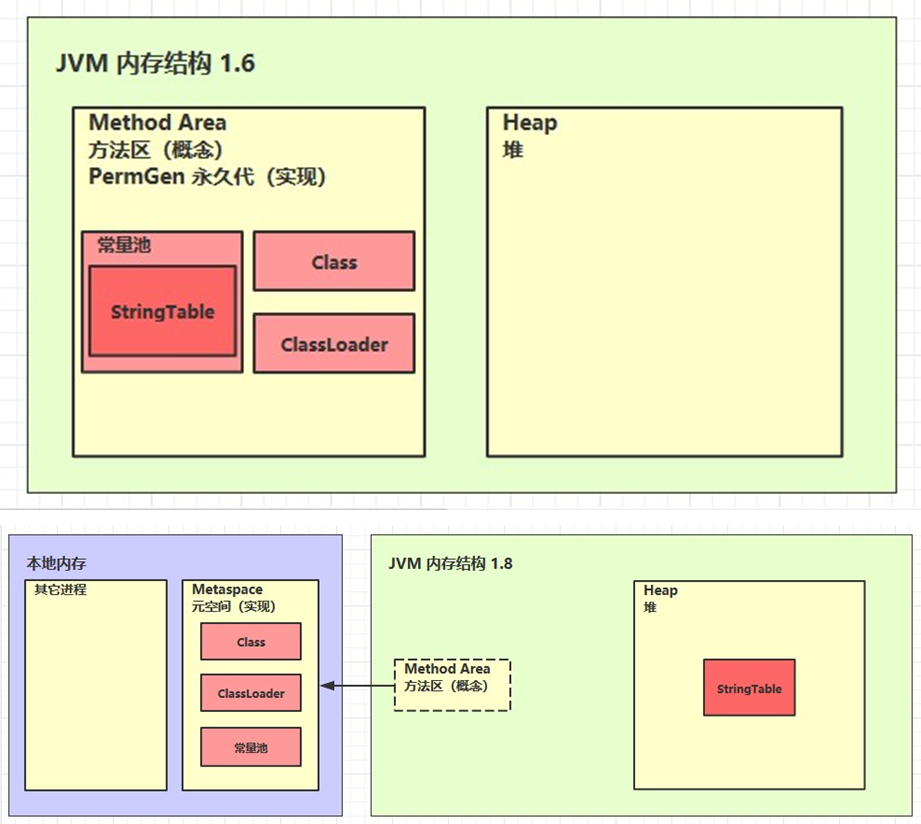 JVM 内存结构 1.6
Method Area
方法区（概念）
PermGen 永久代（实现）
常量池
StringTable
Class
ClassLoader
Heap
堆
本地内存
其它进程
Metaspace
元空间（实现）
Class
ClassLoader
常量池
JVM 内存结构 1.8
Method Area
方法区（概念）
Heap
堆
StringTable